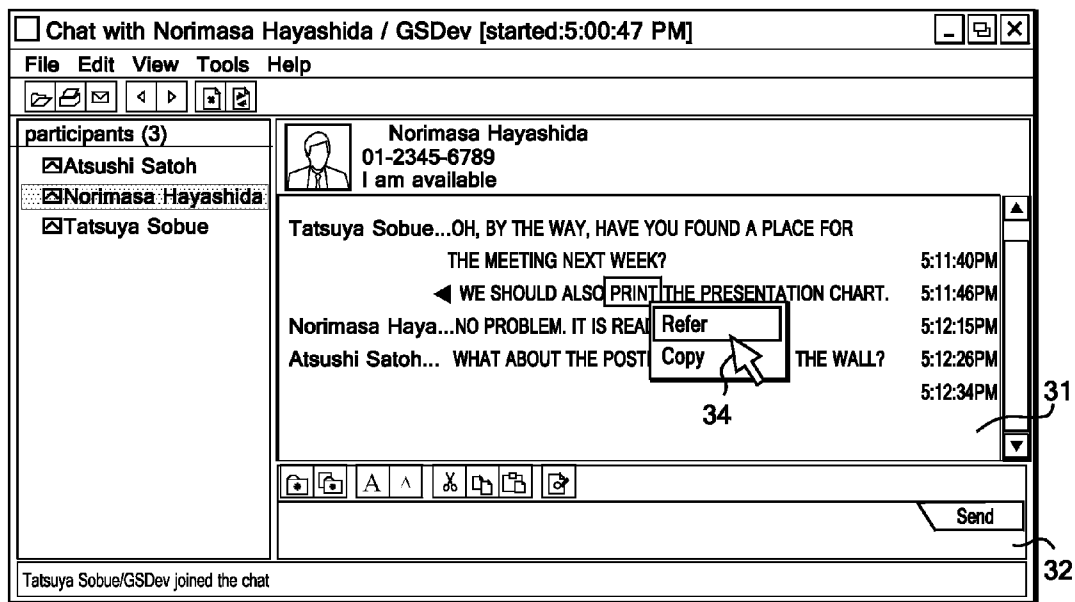 Chat with Norimasa Hayashida / GSDev [started:5:00:47 PM]
File Edit View Tools Help
participants (3)
Atsushi Satoh
Norimasa Hayashida
Tatsuya Sobue
Norimasa Hayashida
01-2345-6789
I am available
Tatsuya Sobue...OH, BY THE WAY, HAVE YOU FOUND A PLACE FOR
THE MEETING NEXT WEEK? 5:11:40PM
WE SHOULD ALSO PRINT THE PRESENTATION CHART. 5:11:46PM
Norimasa Haya...NO PROBLEM. IT IS READ 5:12:15PM
Atsushi Satoh... WHAT ABOUT THE POST THE WALL? 5:12:26PM
5:12:34PM
Refer
Copy
34
31
A A
Send
32
Tatsuya Sobue/GSDev joined the chat